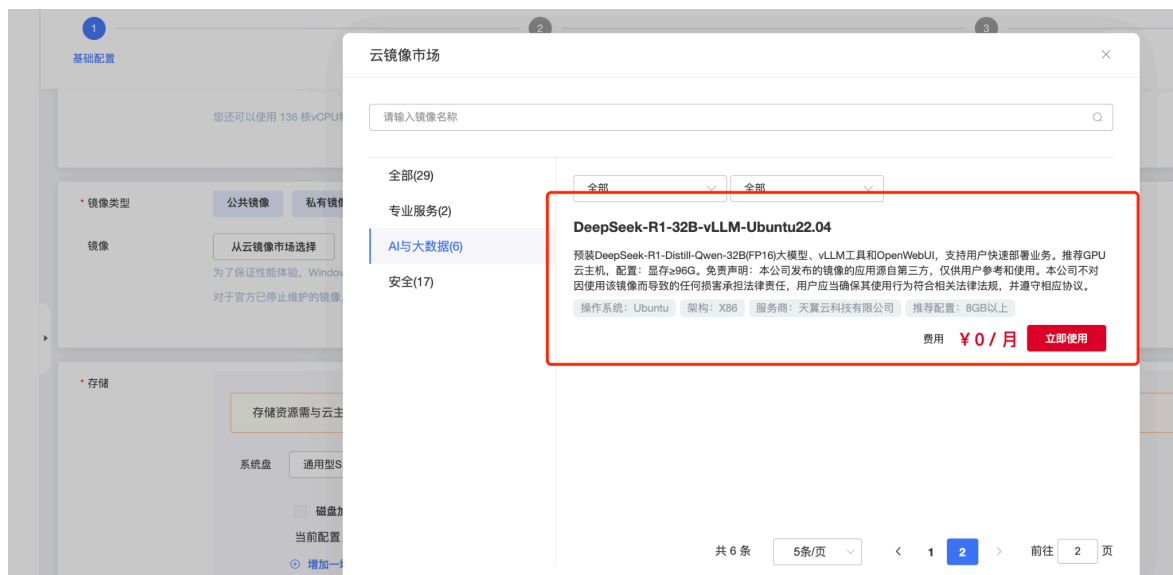 1
2
3
基础配置
云镜像市场
您还可以使用 136 核vCPU
请输入镜像名称
全部(29)
专业服务(2)
AI与大数据(6)
安全(17)
全部
全部
DeepSeek-R1-32B-vLLM-Ubuntu22.04
预装DeepSeek-R1-Distill-Qwen-32B(FP16)大模型、vLLM工具和OpenWebUI，支持用户快速部署业务。推荐GPU
云主机，配置：显存≥96G。免责声明：本公司发布的镜像的应用源自第三方，仅供用户参考和使用。本公司不对
因使用该镜像而导致的任何损害承担法律责任，用户应当确保其使用行为符合相关法律法规，并遵守相应协议。
操作系统：Ubuntu 架构：X86 服务商：天翼云科技有限公司 推荐配置：8GB以上
费用 ￥0 / 月 立即使用
* 镜像类型
公共镜像 私有镜
镜像
从云镜像市场选择
为了保证性能体验，Window
对于官方已停止维护的镜像，
* 存储
存储资源需与云主
系统盘 通用型S
磁盘加
当前配置
增加一
共 6 条 5条/页 1 2 前往 2 页